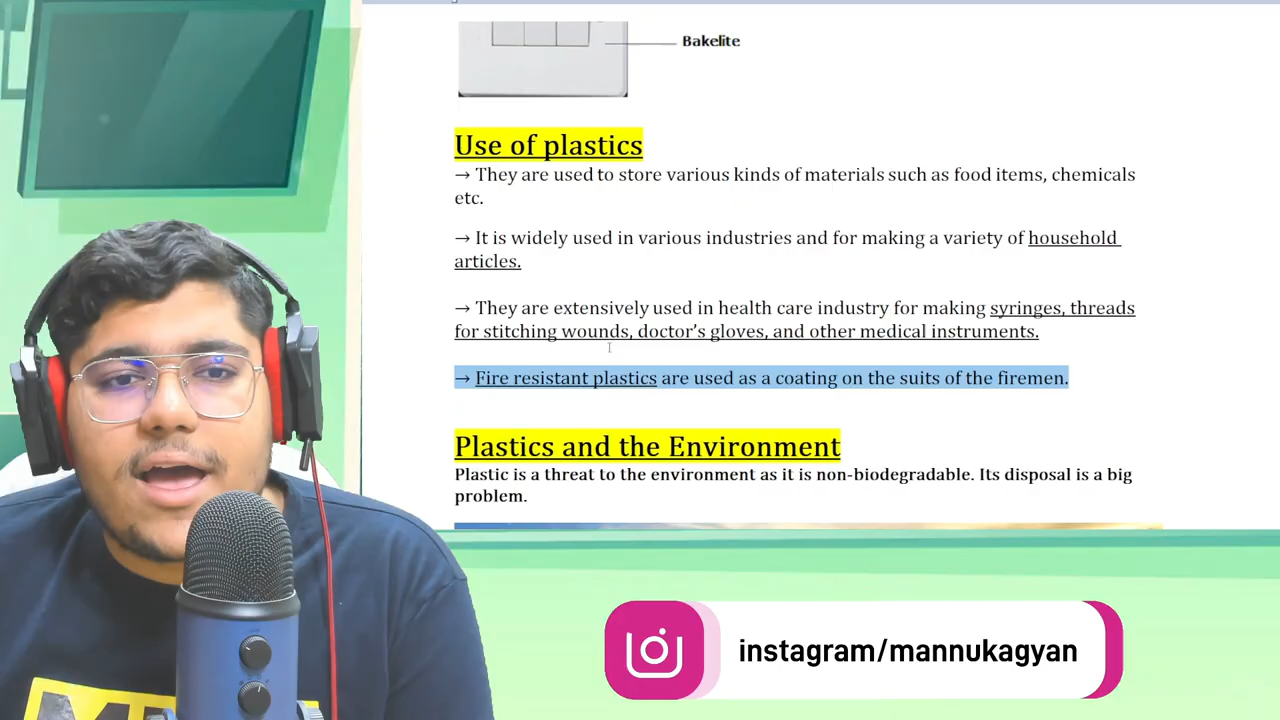 Bakelite
Use of plastics
→ They are used to store various kinds of materials such as food items, chemicals
etc.
→ It is widely used in various industries and for making a variety of household
articles.
→ They are extensively used in health care industry for making syringes, threads
for stitching wounds, doctor's gloves, and other medical instruments.
→ Fire resistant plastics are used as a coating on the suits of the firemen.
Plastics and the Environment
Plastic is a threat to the environment as it is non-biodegradable. Its disposal is a big
problem.
instagram/mannukagyan